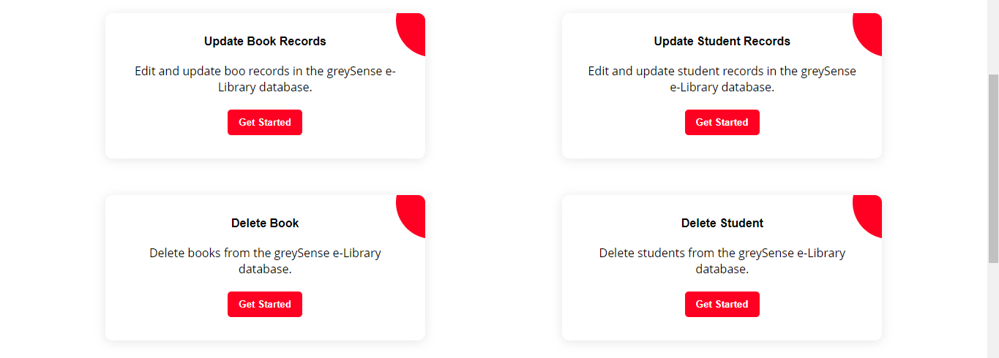 Update Book Records
Edit and update boo records in the greySense e-
Library database.
Get Started
Update Student Records
Edit and update student records in the greySense
e-Library database.
Get Started
Delete Book
Delete books from the greySense e-Library
database.
Get Started
Delete Student
Delete students from the greySense e-Library
database.
Get Started